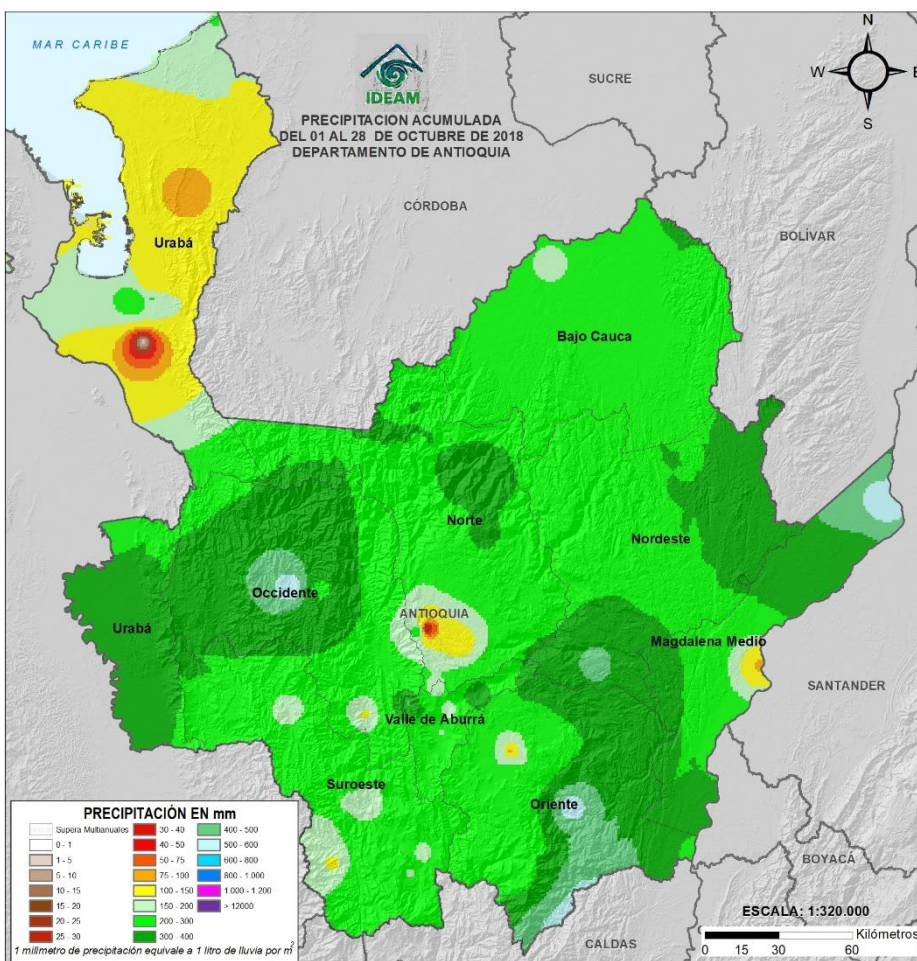 MAR CARIBE
IDEAM
PRECIPITACION ACUMULADA
DEL 01 AL 28 DE OCTUBRE DE 2018
DEPARTAMENTO DE ANTIOQUIA
N
W
E
S
SUCRE
CÓRDOBA
BOLÍVAR
Urabá
Bajo Cauca
Norte
Nordeste
Occidente
ANTIOQUIA
Urabá
Magdalena Medio
SANTANDER
Valle de Aburrá
Suroeste
Oriente
BOYACÁ
CALDAS
PRECIPITACIÓN EN mm
Supera Multianuales
0 - 1
1 - 5
5 - 10
10 - 15
15 - 20
20 - 25
25 - 30
30 - 40
40 - 50
50 - 75
75 - 100
100 - 150
150 - 200
200 - 300
300 - 400
400 - 500
500 - 600
600 - 800
800 - 1.000
1.000 - 1.200
> 12000
1 milimetro de precipitación equivale a 1 litro de lluvia por m²
ESCALA: 1:320.000
Kilómetros
0 15 30 60